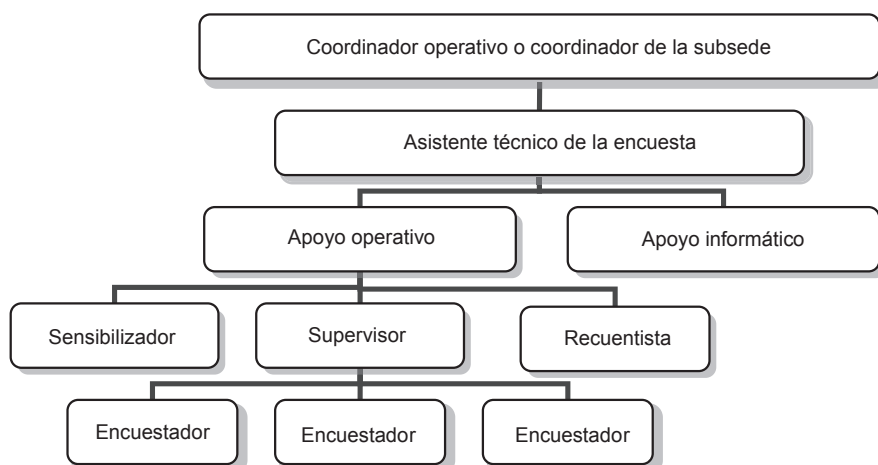 Coordinador operativo o coordinador de la subsede
Asistente técnico de la encuesta
Apoyo operativo
Apoyo informático
Sensibilizador
Supervisor
Recuentista
Encuestador
Encuestador
Encuestador